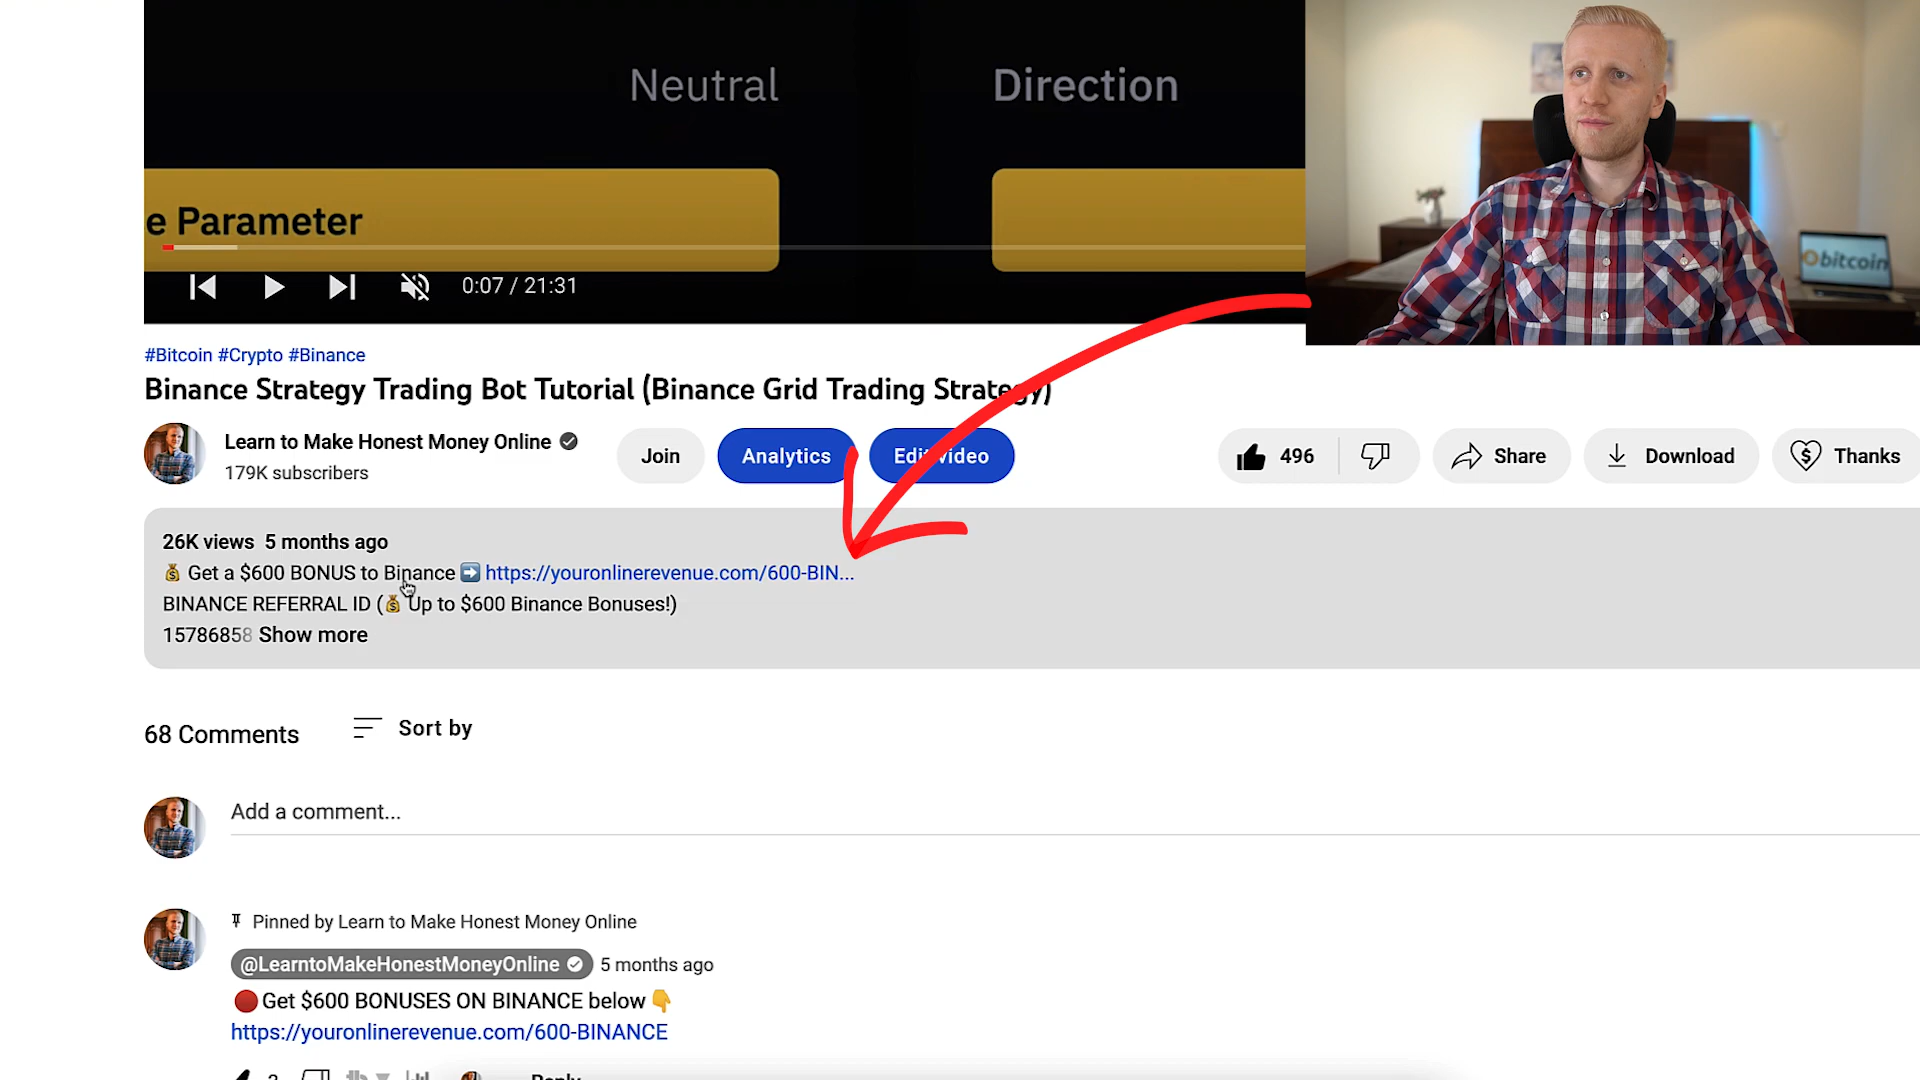 Neutral
Direction
e Parameter
0:07 / 21:31
bitcoin
#Bitcoin #Crypto #Binance
Binance Strategy Trading Bot Tutorial (Binance Grid Trading Strategy)
Learn to Make Honest Money Online
179K subscribers
Join
Analytics
Edit video
496
Share
Download
Thanks
26K views 5 months ago
💰 Get a $600 BONUS to Binance ➡️ https://youronlinerevenue.com/600-BIN...
BINANCE REFERRAL ID (💰 Up to $600 Binance Bonuses!)
15786858 Show more
68 Comments
Sort by
Add a comment...
Pinned by Learn to Make Honest Money Online
@LearntoMakeHonestMoneyOnline 5 months ago
🔴 Get $600 BONUSES ON BINANCE below 👇
https://youronlinerevenue.com/600-BINANCE
Reply